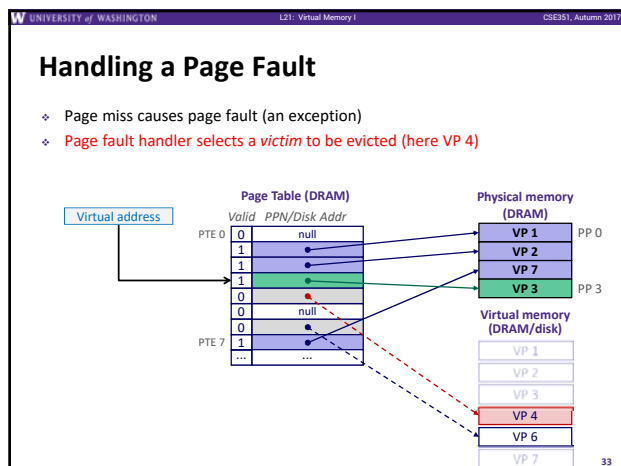 W UNIVERSITY of WASHINGTON
L21: Virtual Memory I
CSE351, Autumn 2017
Handling a Page Fault
Page miss causes page fault (an exception)
Page fault handler selects a victim to be evicted (here VP 4)
Virtual address
Page Table (DRAM)
Valid PPN/Disk Addr
PTE 0 0 null
1
1
1
0
0 null
0
PTE 7 1
... ...
Physical memory
(DRAM)
VP 1 PP 0
VP 2
VP 7
VP 3 PP 3
Virtual memory
(DRAM/disk)
VP 1
VP 2
VP 3
VP 4
VP 6
VP 7
33